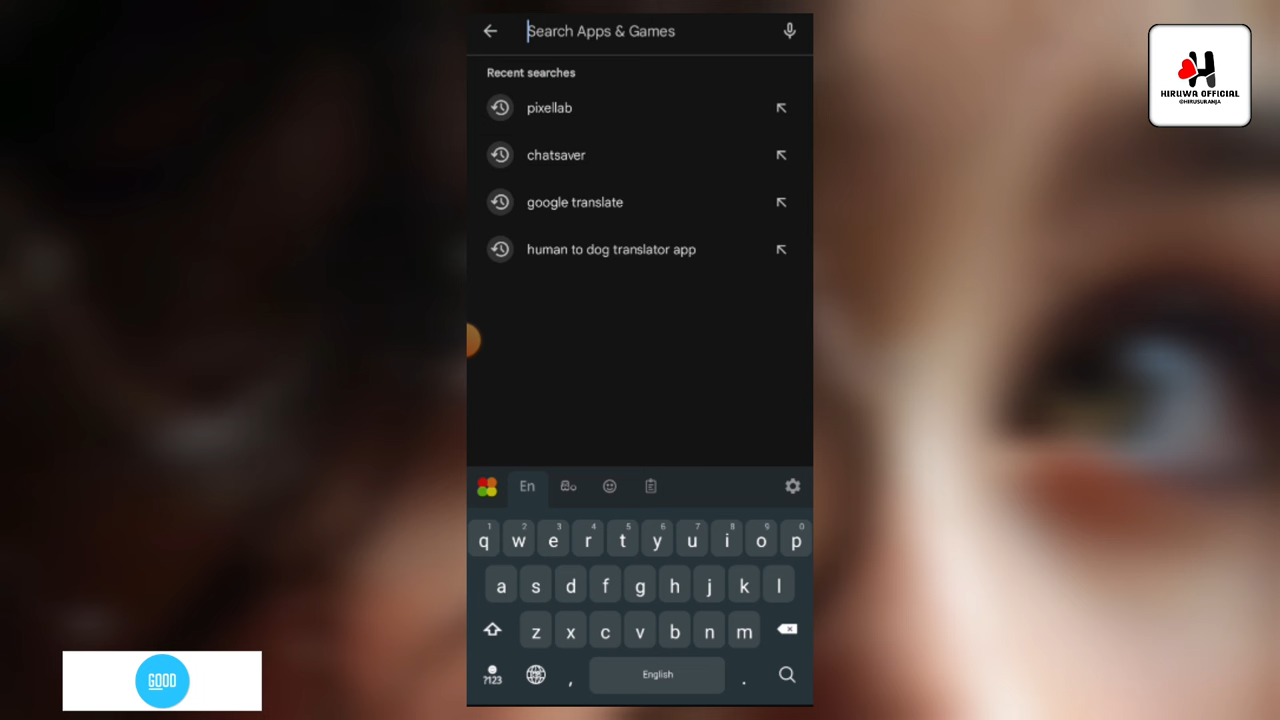 Search Apps & Games
Recent searches
pixellab
chatsaver
google translate
human to dog translator app
En
1 2 3 4 5 6 7 8 9 0
q w e r t y u i o p
a s d f g h j k l
z x c v b n m
?123 , English .
HIRUWA OFFICIAL
@HIRUSURANJA
GOOD